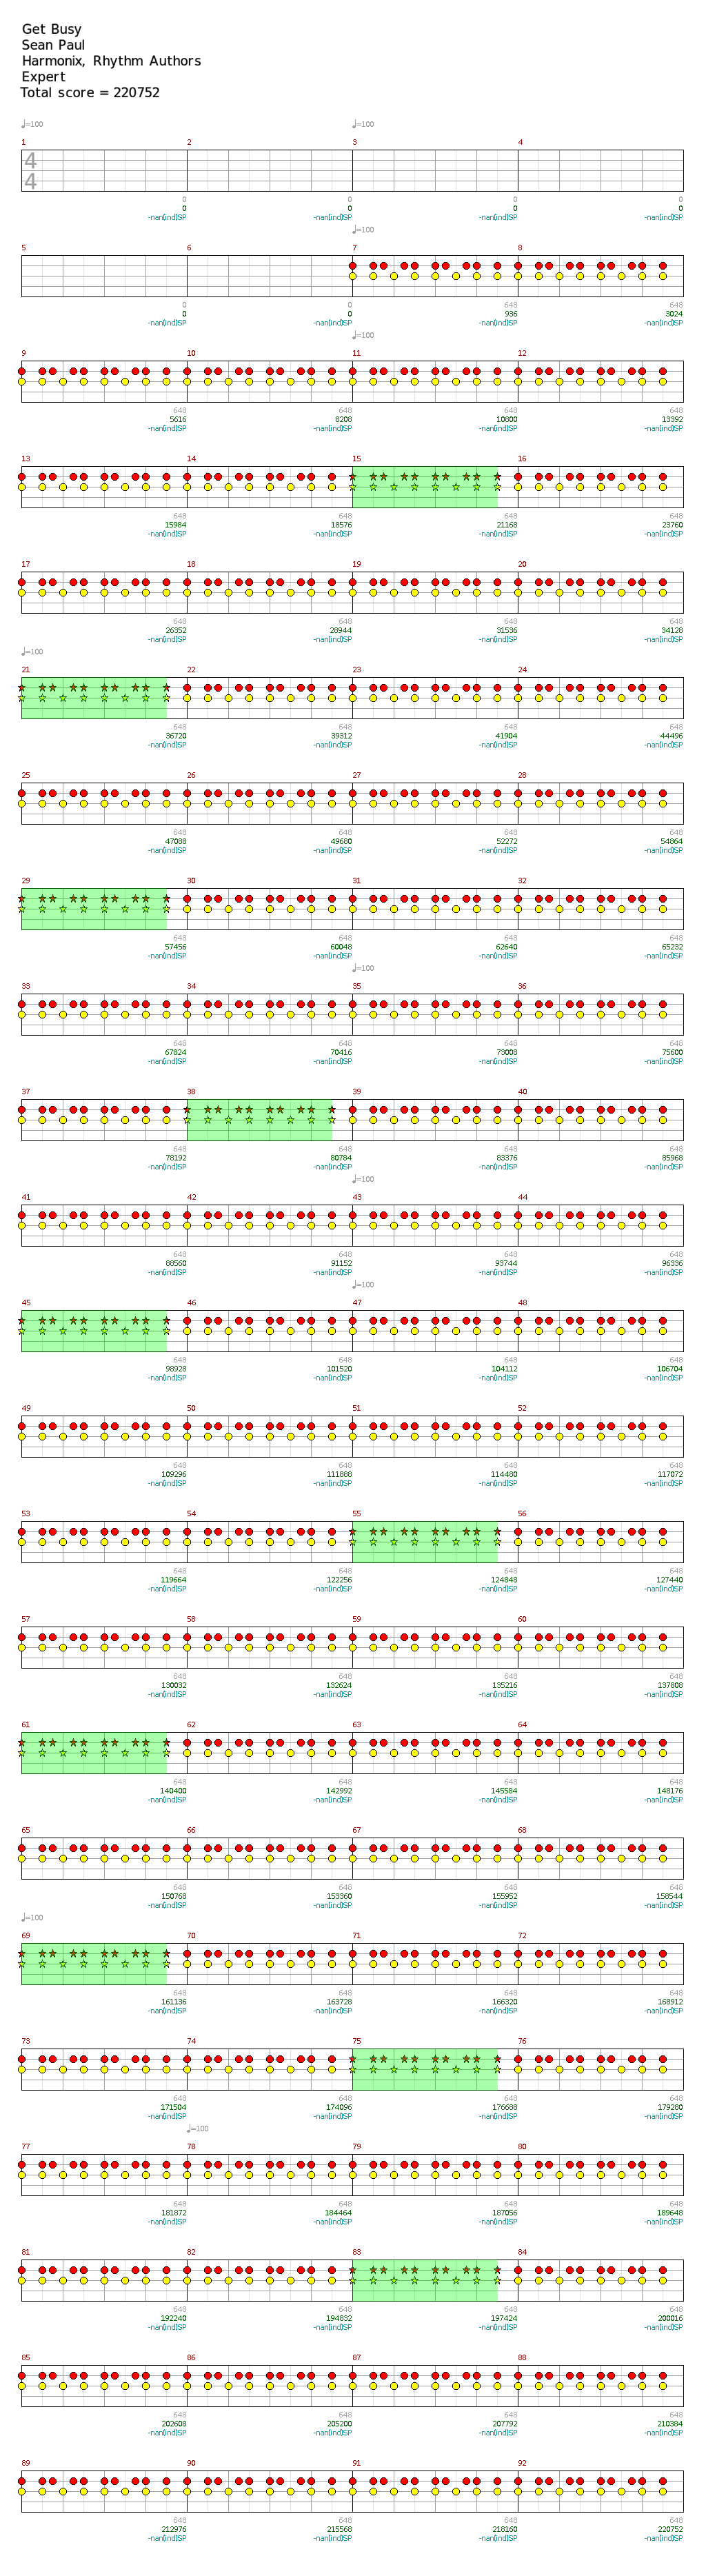 Get Busy
Sean Paul
Harmonix, Rhythm Authors
Expert
Total score = 220752
♩=100 ♩=100
1 2 3 4
4
4
0 0 0 0
0 0 0 0
-nan(ind)SP -nan(ind)SP -nan(ind)SP -nan(ind)SP
♩=100
5 6 7 8
0 0 648 648
0 0 936 3024
-nan(ind)SP -nan(ind)SP -nan(ind)SP -nan(ind)SP
♩=100
9 10 11 12
648 648 648 648
5616 8208 10800 13392
-nan(ind)SP -nan(ind)SP -nan(ind)SP -nan(ind)SP
13 14 15 16
648 648 648 648
15984 18576 21168 23760
-nan(ind)SP -nan(ind)SP -nan(ind)SP -nan(ind)SP
17 18 19 20
648 648 648 648
26352 28944 31536 34128
-nan(ind)SP -nan(ind)SP -nan(ind)SP -nan(ind)SP
♩=100
21 22 23 24
648 648 648 648
36720 39312 41904 44496
-nan(ind)SP -nan(ind)SP -nan(ind)SP -nan(ind)SP
25 26 27 28
648 648 648 648
47088 49680 52272 54864
-nan(ind)SP -nan(ind)SP -nan(ind)SP -nan(ind)SP
29 30 31 32
648 648 648 648
57456 60048 62640 65232
-nan(ind)SP -nan(ind)SP -nan(ind)SP -nan(ind)SP
♩=100
33 34 35 36
648 648 648 648
67824 70416 73008 75600
-nan(ind)SP -nan(ind)SP -nan(ind)SP -nan(ind)SP
37 38 39 40
648 648 648 648
78192 80784 83376 85968
-nan(ind)SP -nan(ind)SP -nan(ind)SP -nan(ind)SP
♩=100
41 42 43 44
648 648 648 648
88560 91152 93744 96336
-nan(ind)SP -nan(ind)SP -nan(ind)SP -nan(ind)SP
♩=100
45 46 47 48
648 648 648 648
98928 101520 104112 106704
-nan(ind)SP -nan(ind)SP -nan(ind)SP -nan(ind)SP
49 50 51 52
648 648 648 648
109296 111888 114480 117072
-nan(ind)SP -nan(ind)SP -nan(ind)SP -nan(ind)SP
53 54 55 56
648 648 648 648
119664 122256 124848 127440
-nan(ind)SP -nan(ind)SP -nan(ind)SP -nan(ind)SP
57 58 59 60
648 648 648 648
130032 132624 135216 137808
-nan(ind)SP -nan(ind)SP -nan(ind)SP -nan(ind)SP
61 62 63 64
648 648 648 648
140400 142992 145584 148176
-nan(ind)SP -nan(ind)SP -nan(ind)SP -nan(ind)SP
65 66 67 68
648 648 648 648
150768 153360 155952 158544
-nan(ind)SP -nan(ind)SP -nan(ind)SP -nan(ind)SP
♩=100
69 70 71 72
648 648 648 648
161136 163728 166320 168912
-nan(ind)SP -nan(ind)SP -nan(ind)SP -nan(ind)SP
73 74 75 76
648 648 648 648
171504 174096 176688 179280
-nan(ind)SP -nan(ind)SP -nan(ind)SP -nan(ind)SP
♩=100
77 78 79 80
648 648 648 648
181872 184464 187056 189648
-nan(ind)SP -nan(ind)SP -nan(ind)SP -nan(ind)SP
81 82 83 84
648 648 648 648
192240 194832 197424 200016
-nan(ind)SP -nan(ind)SP -nan(ind)SP -nan(ind)SP
85 86 87 88
648 648 648 648
202608 205200 207792 210384
-nan(ind)SP -nan(ind)SP -nan(ind)SP -nan(ind)SP
89 90 91 92
648 648 648 648
212976 215568 218160 220752
-nan(ind)SP -nan(ind)SP -nan(ind)SP -nan(ind)SP